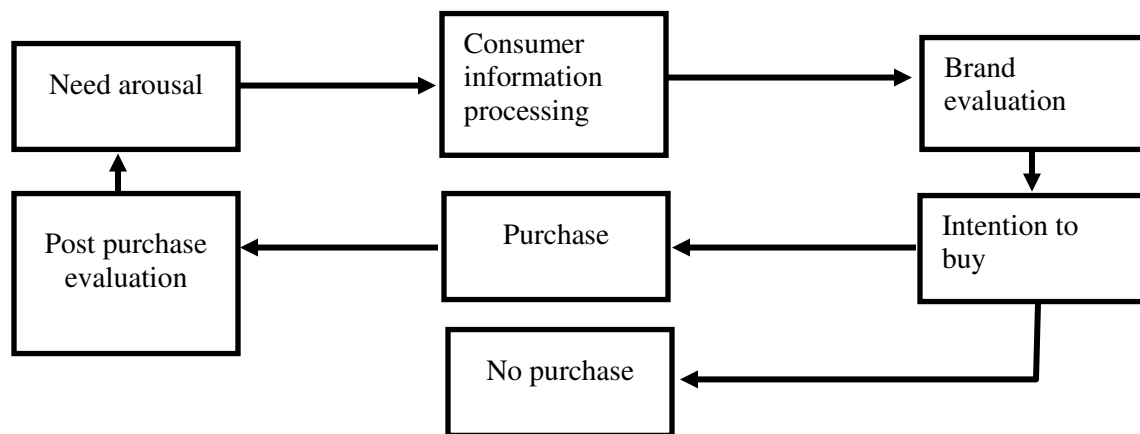 Need arousal
Consumer
information
processing
Brand
evaluation
Post purchase
evaluation
Purchase
Intention to
buy
No purchase